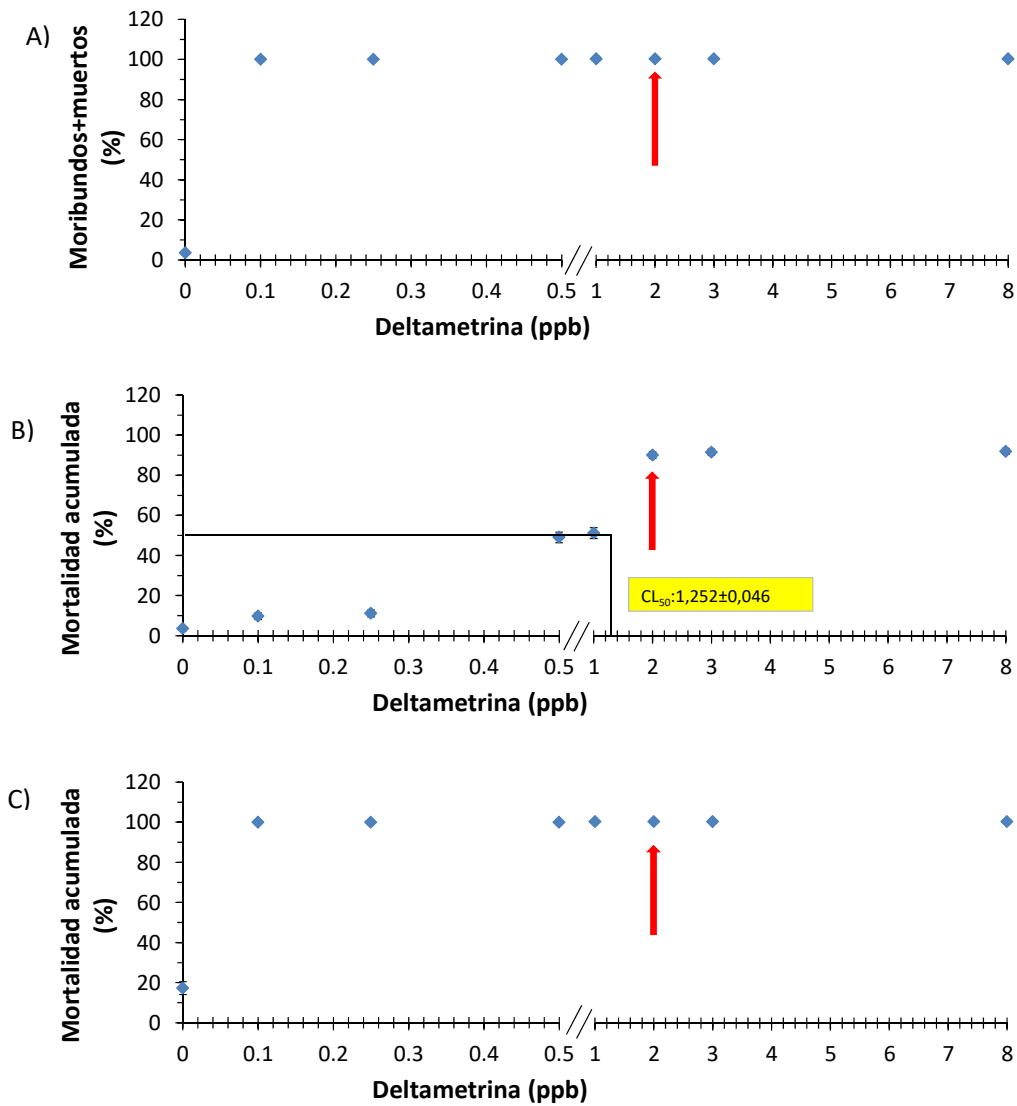 A)
Moribundos+muertos
(%)
120
100
80
60
40
20
0
0 0.1 0.2 0.3 0.4 0.5 1 2 3 4 5 6 7 8
Deltametrina (ppb)
B)
Mortalidad acumulada
(%)
120
100
80
60
40
20
0
CL₅₀:1,252±0,046
0 0.1 0.2 0.3 0.4 0.5 1 2 3 4 5 6 7 8
Deltametrina (ppb)
C)
Mortalidad acumulada
(%)
120
100
80
60
40
20
0
0 0.1 0.2 0.3 0.4 0.5 1 2 3 4 5 6 7 8
Deltametrina (ppb)